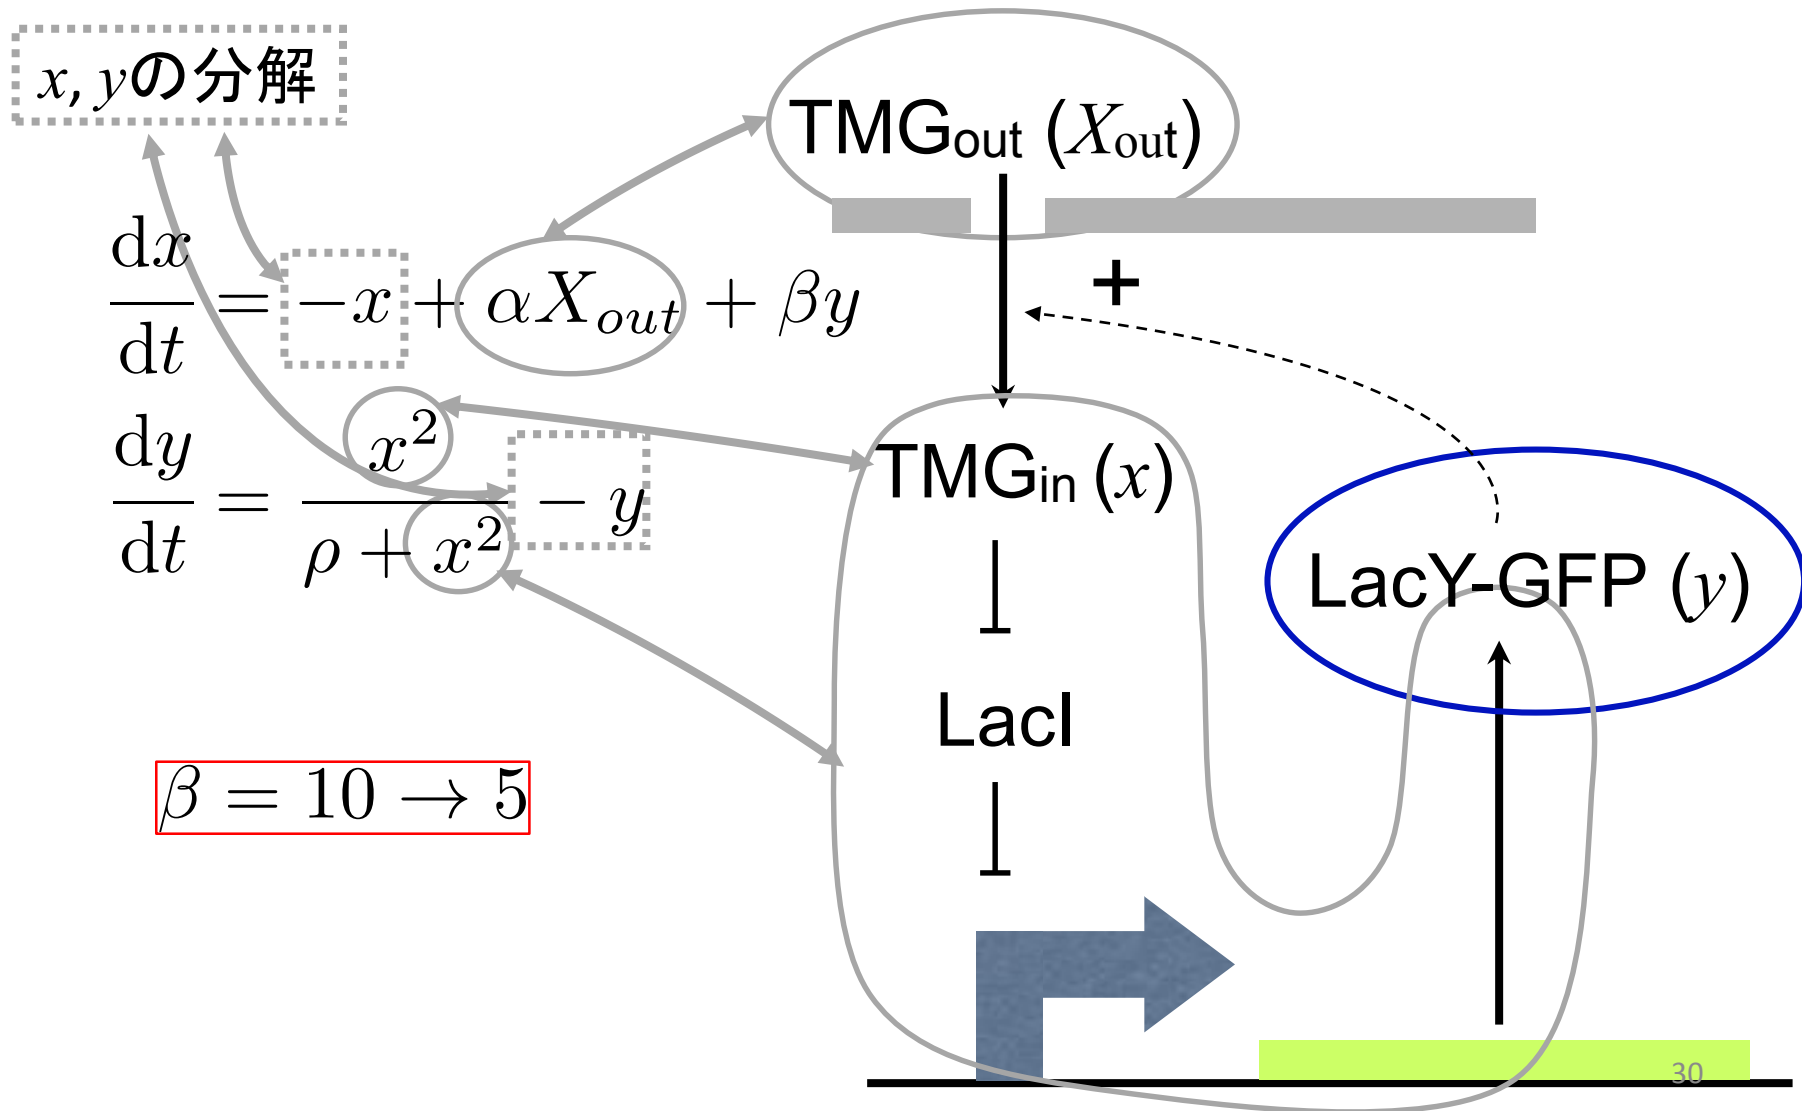 x, yの分解
TMGout (Xout)
dx/dt = −x + αXout + βy
+
dy/dt = x²/(ρ + x²) − y
TMGin (x)
LacY-GFP (y)
LacI
β = 10 → 5
30